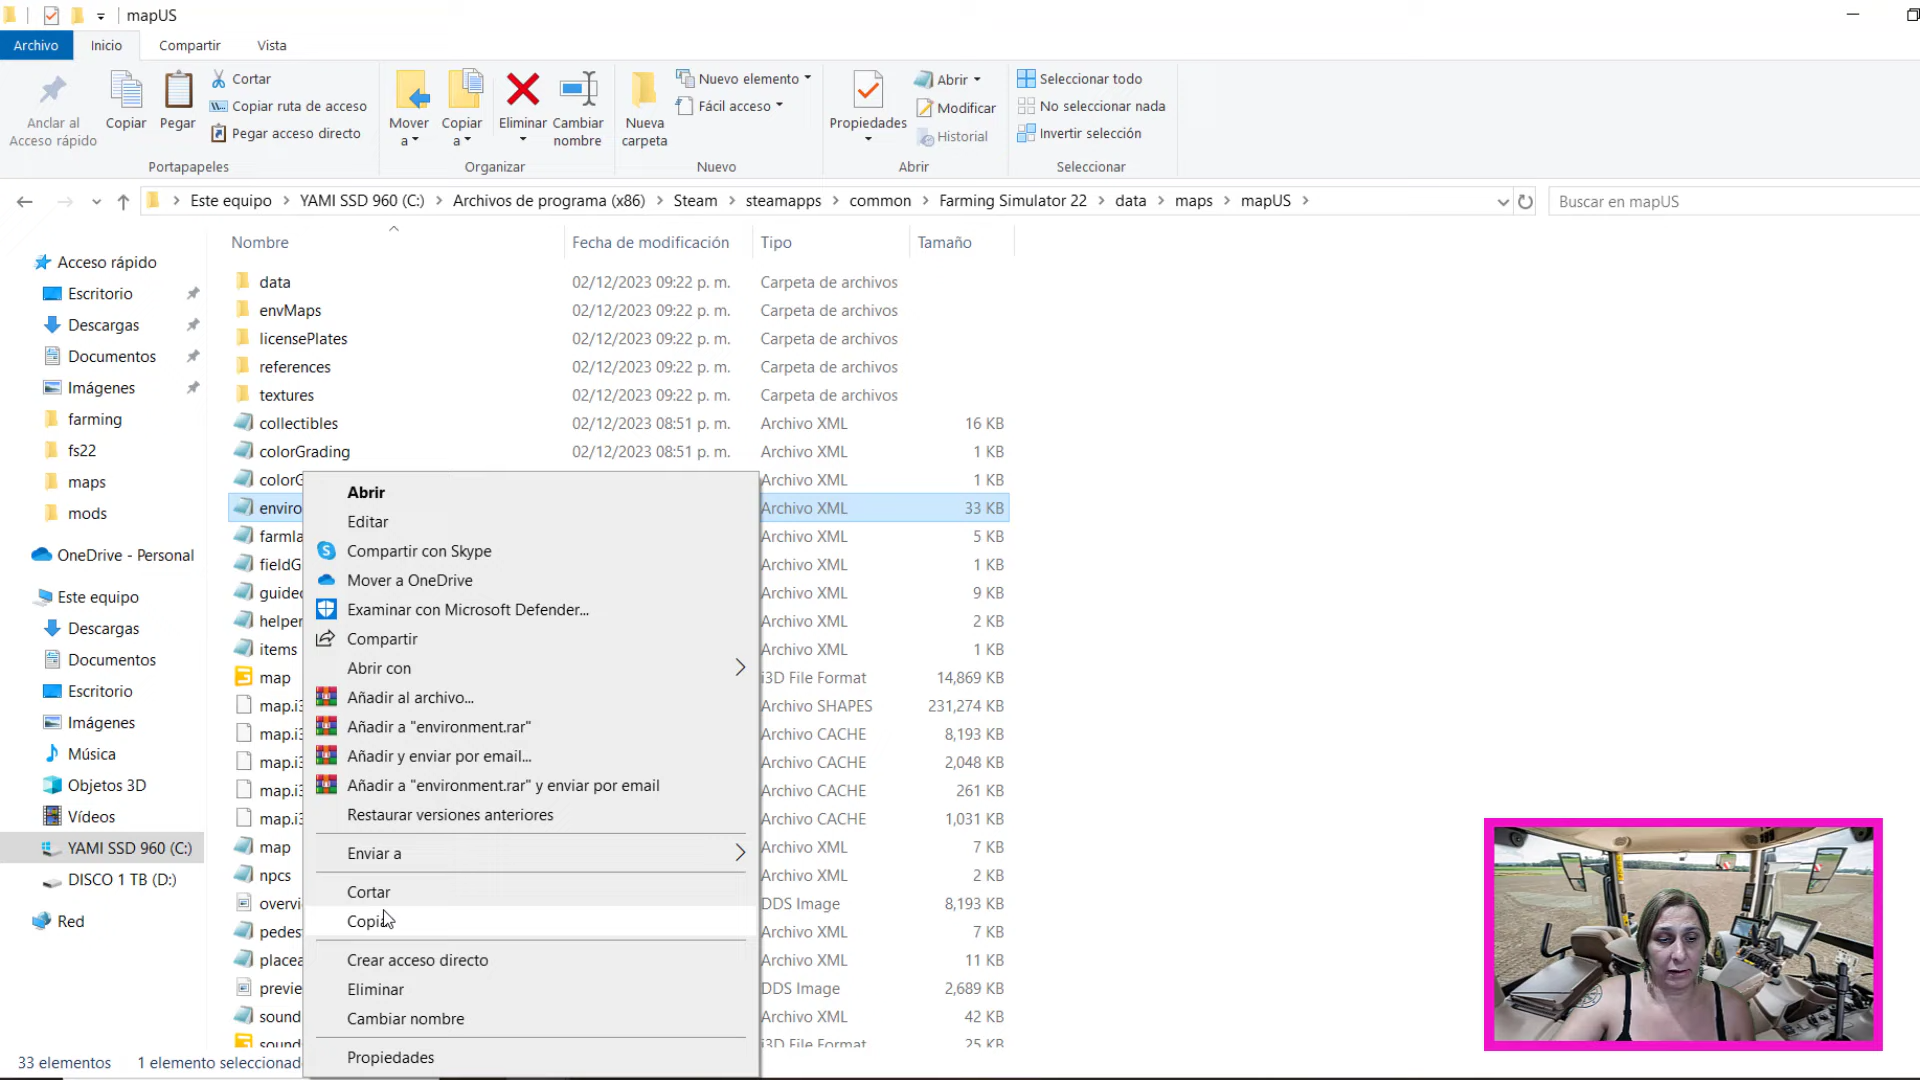 mapUS
Archivo Inicio Compartir Vista
Anclar al Acceso rápido
Copiar
Pegar
Cortar
Copiar ruta de acceso
Pegar acceso directo
Portapapeles
Mover a
Copiar a
Eliminar
Cambiar nombre
Organizar
Nueva carpeta
Nuevo elemento
Fácil acceso
Nuevo
Propiedades
Abrir
Modificar
Historial
Abrir
Seleccionar todo
No seleccionar nada
Invertir selección
Seleccionar
Este equipo YAMI SSD 960 (C:) Archivos de programa (x86) Steam steamapps common Farming Simulator 22 data maps mapUS
Buscar en mapUS
Acceso rápido
Escritorio
Descargas
Documentos
Imágenes
farming
fs22
maps
mods
OneDrive - Personal
Este equipo
Descargas
Documentos
Escritorio
Imágenes
Música
Objetos 3D
Vídeos
YAMI SSD 960 (C:)
DISCO 1 TB (D:)
Red
Nombre Fecha de modificación Tipo Tamaño
data 02/12/2023 09:22 p. m. Carpeta de archivos
envMaps 02/12/2023 09:22 p. m. Carpeta de archivos
licensePlates 02/12/2023 09:22 p. m. Carpeta de archivos
references 02/12/2023 09:22 p. m. Carpeta de archivos
textures 02/12/2023 09:22 p. m. Carpeta de archivos
collectibles 02/12/2023 08:51 p. m. Archivo XML 16 KB
colorGrading 02/12/2023 08:51 p. m. Archivo XML 1 KB
colorG Archivo XML 1 KB
enviro Archivo XML 33 KB
farmla Archivo XML 5 KB
fieldG Archivo XML 1 KB
guided Archivo XML 9 KB
helper Archivo XML 2 KB
items Archivo XML 1 KB
map i3D File Format 14,869 KB
map.i3 Archivo SHAPES 231,274 KB
map.i3 Archivo CACHE 8,193 KB
map.i3 Archivo CACHE 2,048 KB
map.i3 Archivo CACHE 261 KB
map.i3 Archivo CACHE 1,031 KB
map Archivo XML 7 KB
npcs Archivo XML 2 KB
overvi DDS Image 8,193 KB
pedes Archivo XML 7 KB
placea Archivo XML 11 KB
previe DDS Image 2,689 KB
sound Archivo XML 42 KB
sound i3D File Format 25 KB
Abrir
Editar
Compartir con Skype
Mover a OneDrive
Examinar con Microsoft Defender...
Compartir
Abrir con
Añadir al archivo...
Añadir a "environment.rar"
Añadir y enviar por email...
Añadir a "environment.rar" y enviar por email
Restaurar versiones anteriores
Enviar a
Cortar
Copiar
Crear acceso directo
Eliminar
Cambiar nombre
Propiedades
33 elementos 1 elemento seleccionad